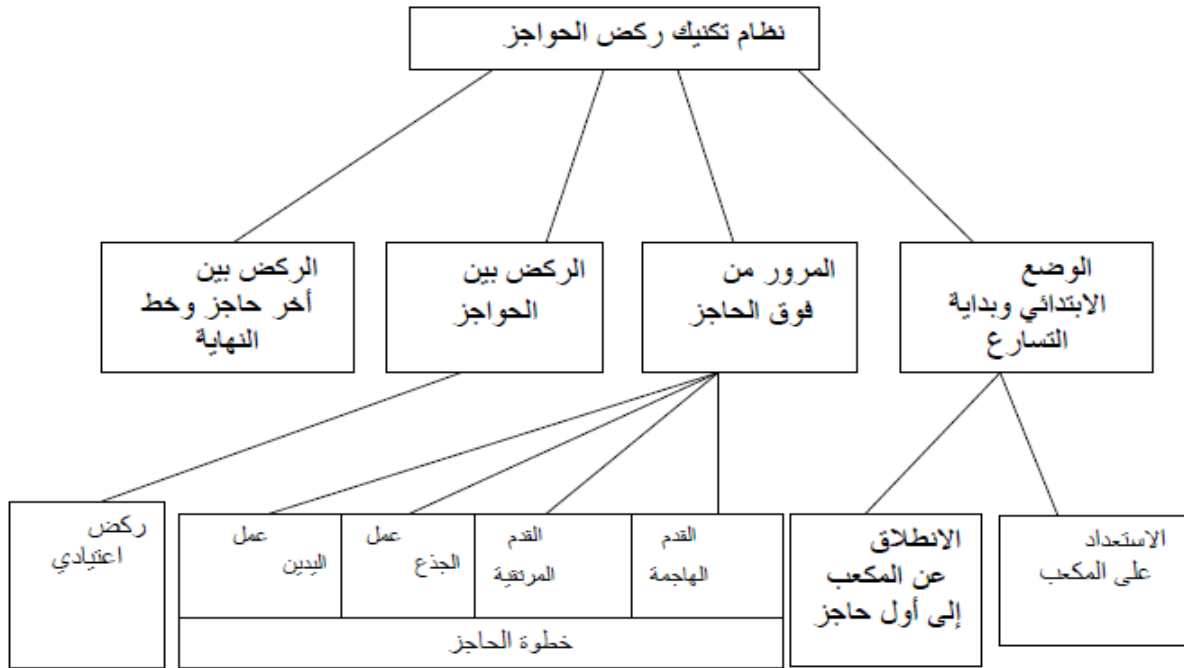 نظام تكنيك ركض الحواجز
الوضع
الابتدائي وبداية
التسارع
المرور من
فوق الحاجز
الركض بين
الحواجز
الركض بين
أخر حاجز وخط
النهاية
الاستعداد
على المكعب
الانطلاق
عن المكعب
إلى أول حاجز
القدم
الهاجمة
القدم
المرتقية
عمل
الجذع
عمل
اليدين
خطوة الحاجز
ركض
اعتيادي